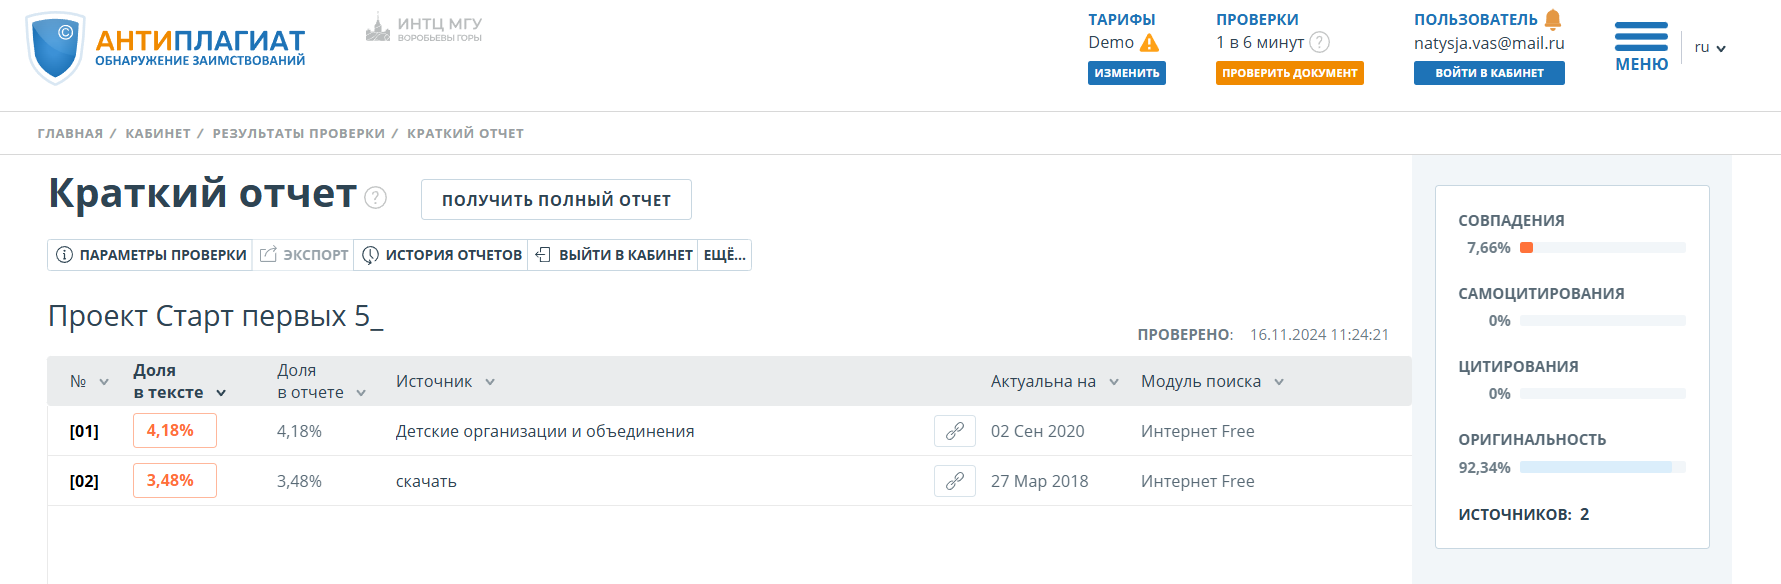 ©
АНТИПЛАГИАТ
ОБНАРУЖЕНИЕ ЗАИМСТВОВАНИЙ
ИНТЦ МГУ
ВОРОБЬЕВЫ ГОРЫ
ТАРИФЫ
Demo
ИЗМЕНИТЬ
ПРОВЕРКИ
1 в 6 минут ?
ПРОВЕРИТЬ ДОКУМЕНТ
ПОЛЬЗОВАТЕЛЬ
natysja.vas@mail.ru
ВОЙТИ В КАБИНЕТ
МЕНЮ
ru
ГЛАВНАЯ / КАБИНЕТ / РЕЗУЛЬТАТЫ ПРОВЕРКИ / КРАТКИЙ ОТЧЕТ
Краткий отчет ?
ПОЛУЧИТЬ ПОЛНЫЙ ОТЧЕТ
ПАРАМЕТРЫ ПРОВЕРКИ ЭКСПОРТ ИСТОРИЯ ОТЧЕТОВ ВЫЙТИ В КАБИНЕТ ЕЩЁ...
Проект Старт первых 5_
ПРОВЕРЕНО: 16.11.2024 11:24:21
№ Доля в тексте Доля в отчете Источник Актуальна на Модуль поиска
[01] 4,18% 4,18% Детские организации и объединения 02 Сен 2020 Интернет Free
[02] 3,48% 3,48% скачать 27 Мар 2018 Интернет Free
СОВПАДЕНИЯ
7,66%
САМОЦИТИРОВАНИЯ
0%
ЦИТИРОВАНИЯ
0%
ОРИГИНАЛЬНОСТЬ
92,34%
ИСТОЧНИКОВ: 2